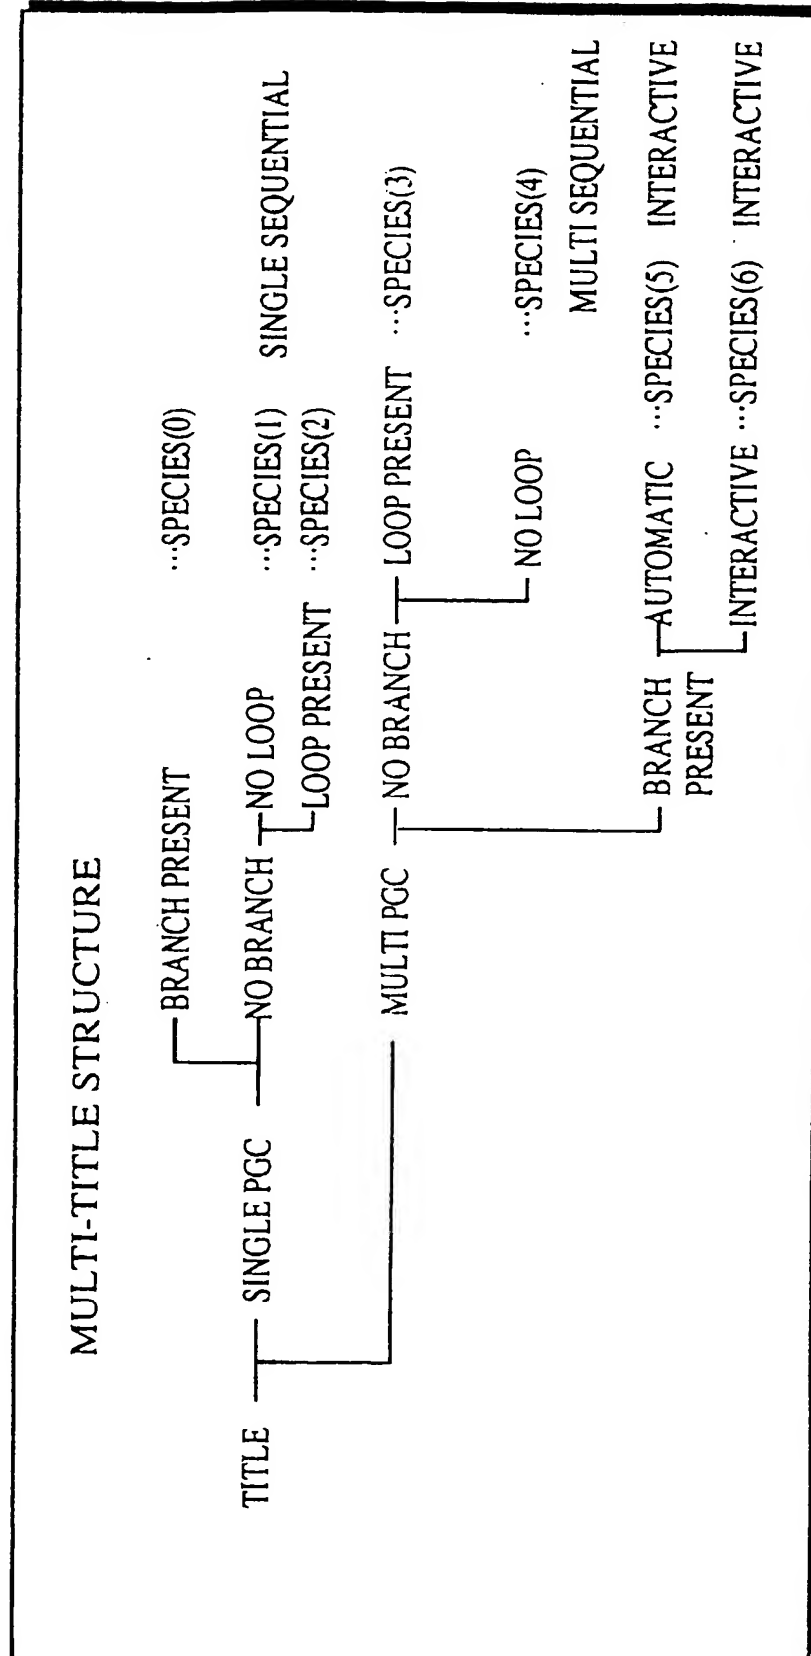 MULTI-TITLE STRUCTURE
BRANCH PRESENT …SPECIES(0)
TITLE SINGLE PGC NO BRANCH NO LOOP …SPECIES(1) SINGLE SEQUENTIAL
LOOP PRESENT …SPECIES(2)
MULTI PGC NO BRANCH LOOP PRESENT …SPECIES(3)
NO LOOP …SPECIES(4)
MULTI SEQUENTIAL
BRANCH AUTOMATIC …SPECIES(5) INTERACTIVE
PRESENT
INTERACTIVE …SPECIES(6) INTERACTIVE